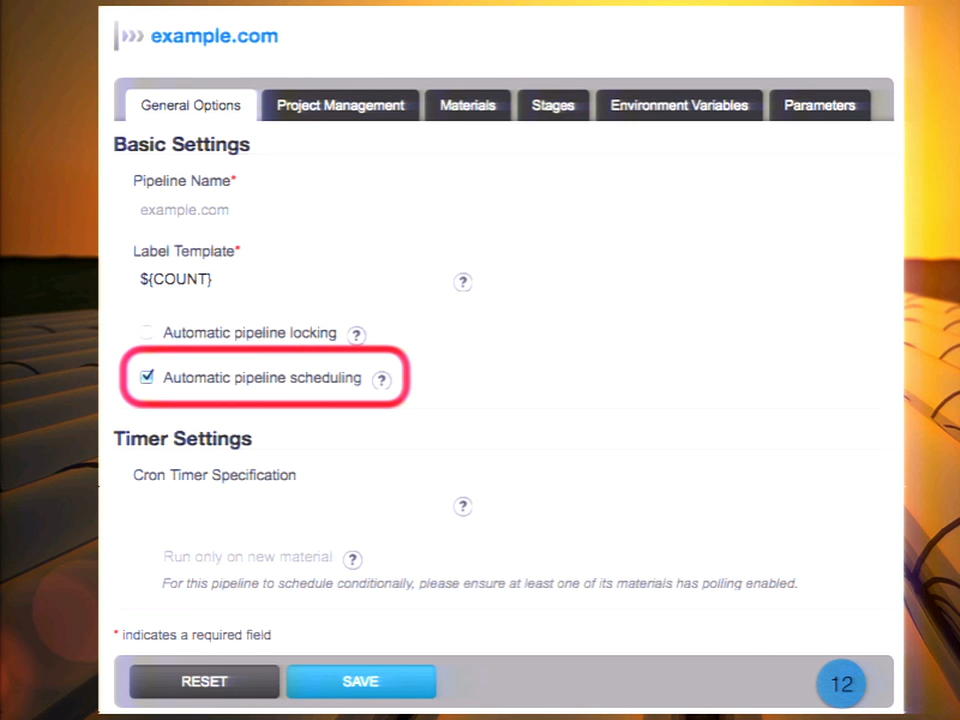 example.com
General Options Project Management Materials Stages Environment Variables Parameters
Basic Settings
Pipeline Name*
example.com
Label Template*
${COUNT}
?
Automatic pipeline locking ?
Automatic pipeline scheduling ?
Timer Settings
Cron Timer Specification
?
Run only on new material ?
For this pipeline to schedule conditionally, please ensure at least one of its materials has polling enabled.
* indicates a required field
RESET SAVE
12